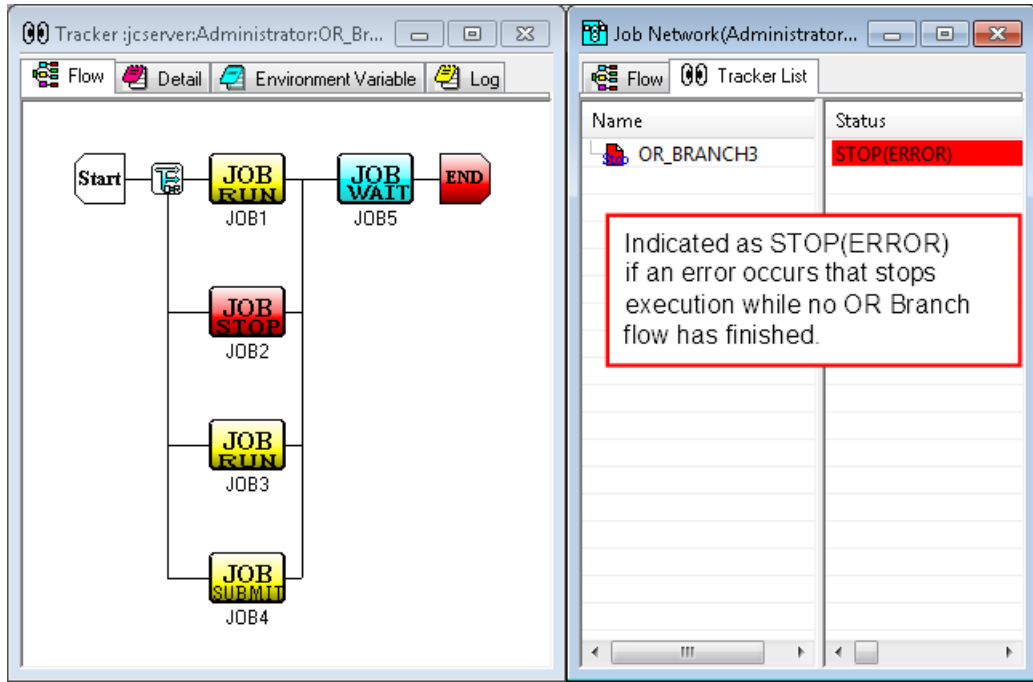 Tracker :jcserver:Administrator:OR_Br...
Flow
Detail
Environment Variable
Log
Start
OR
JOB
RUN
JOB1
JOB
WAIT
JOB5
END
JOB
STOP
JOB2
JOB
RUN
JOB3
JOB
SUBMIT
JOB4
Job Network(Administrator...
Flow
Tracker List
Name
Status
OR_BRANCH3
STOP(ERROR)
Indicated as STOP(ERROR)
if an error occurs that stops
execution while no OR Branch
flow has finished.